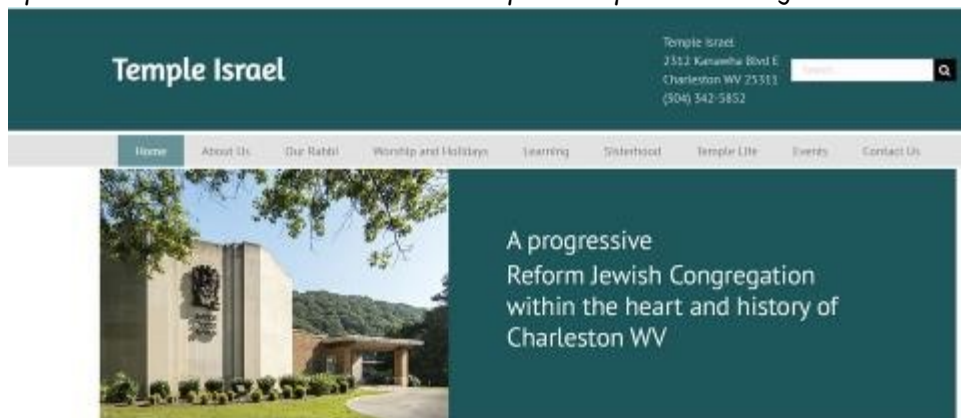 Temple Israel
Temple Israel
2312 Kanawha Blvd E
Charleston WV 25311
(304) 342-5852
Search
Home About Us Our Rabbi Worship and Holidays Learning Sisterhood Temple Life Events Contact Us
A progressive
Reform Jewish Congregation
within the heart and history of
Charleston WV